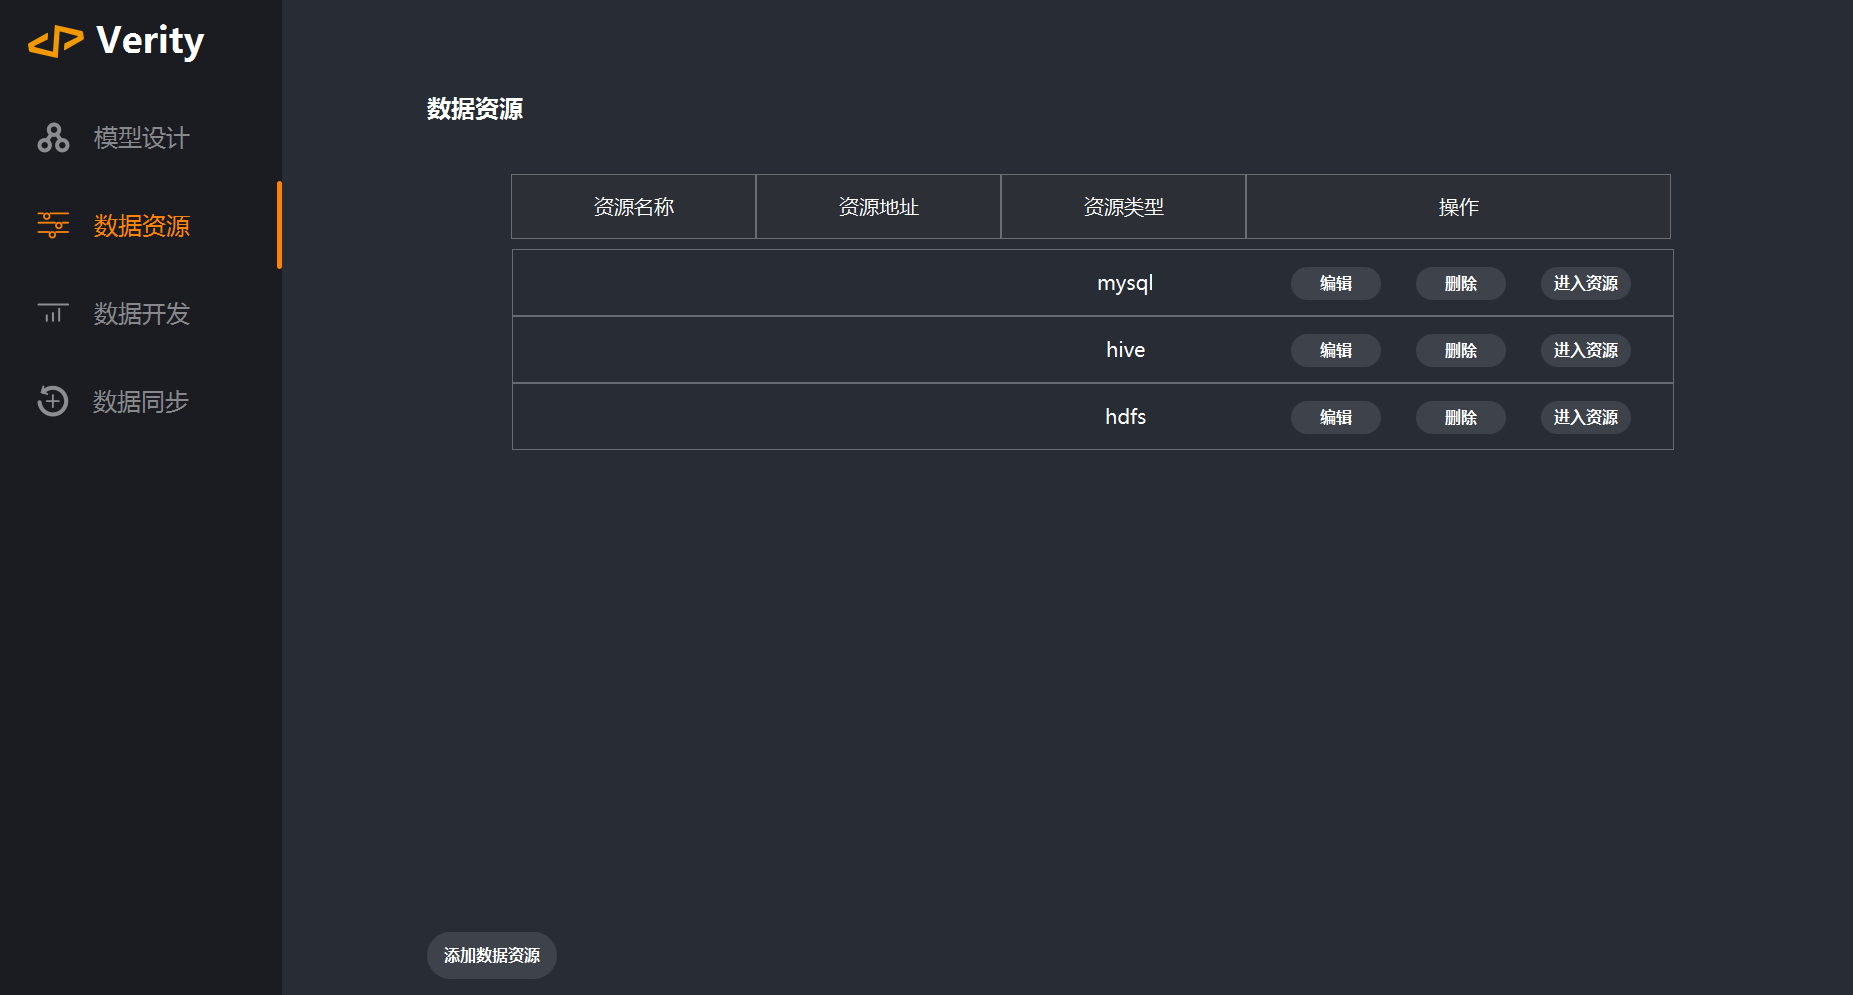 Verity
模型设计
数据资源
数据开发
数据同步
数据资源
资源名称 资源地址 资源类型 操作
mysql 编辑 删除 进入资源
hive 编辑 删除 进入资源
hdfs 编辑 删除 进入资源
添加数据资源